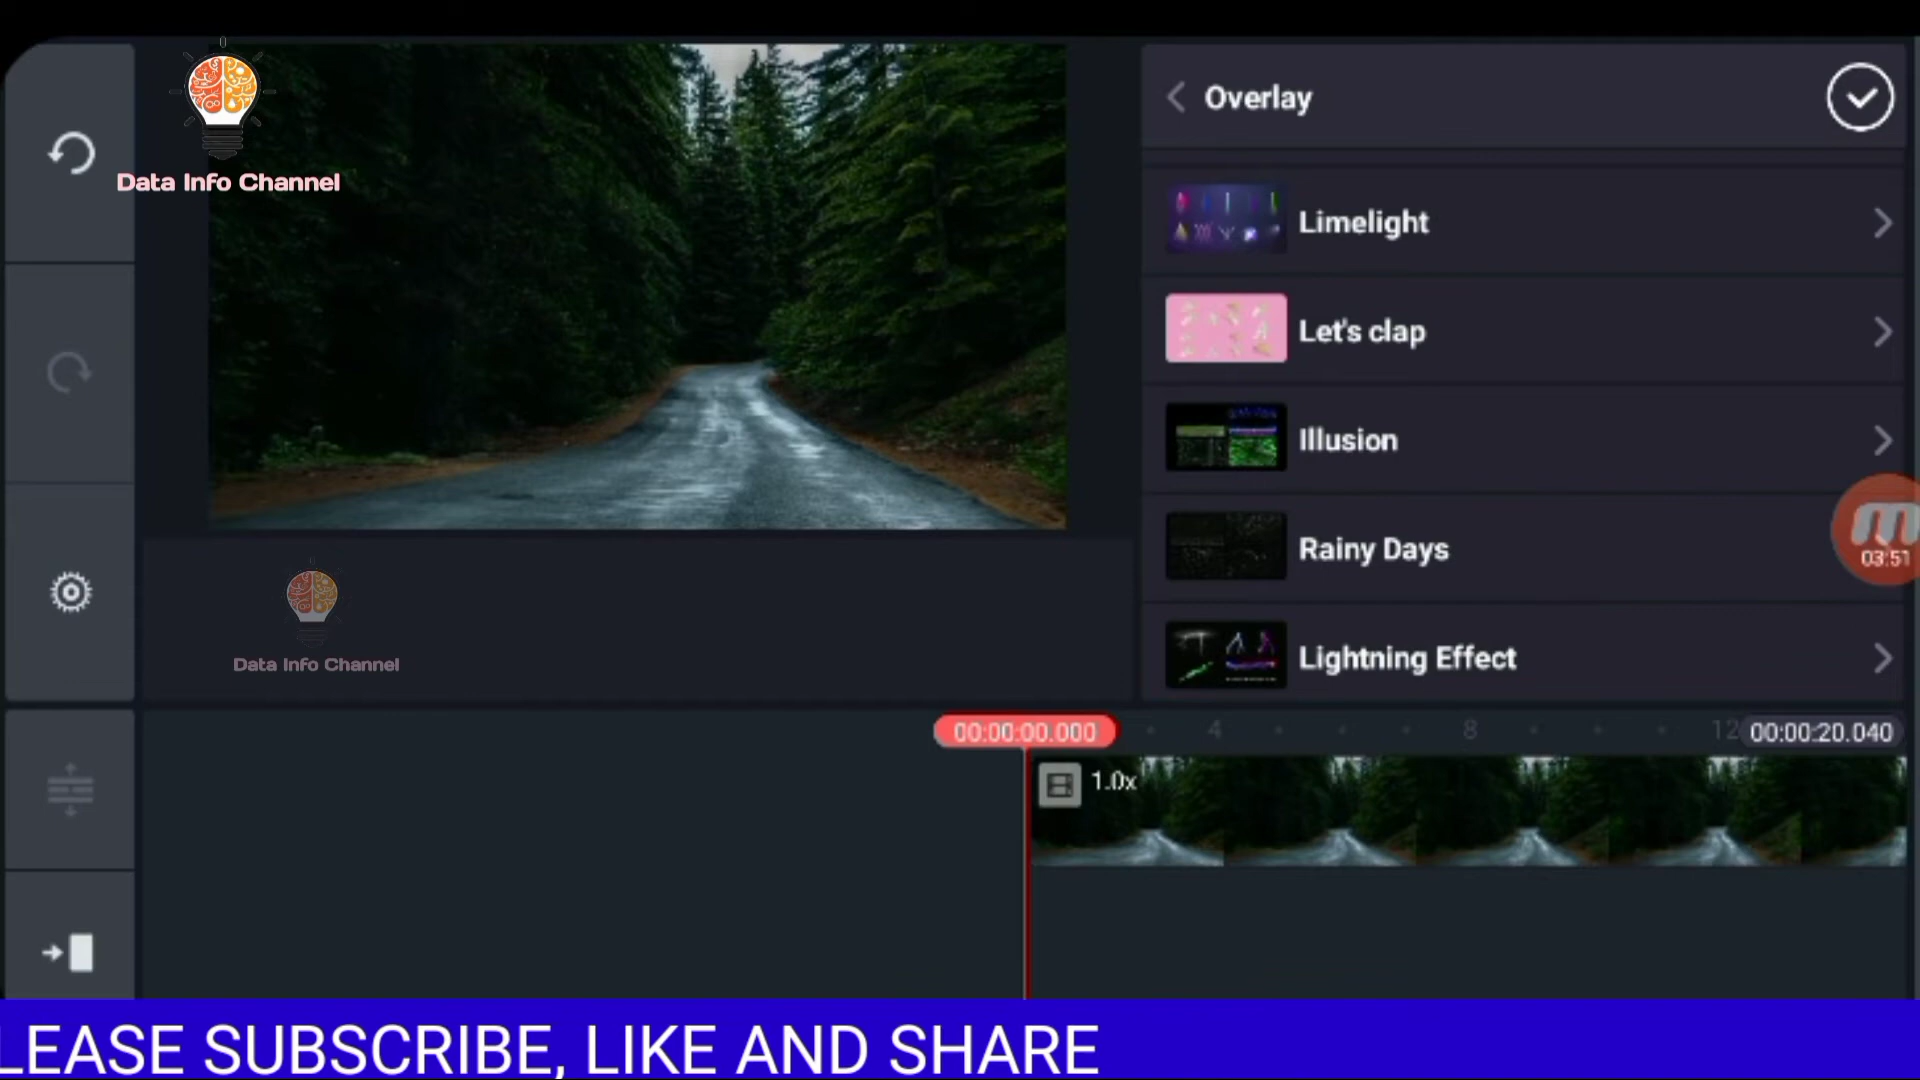 Data Info Channel
Overlay
Limelight
Let's clap
Illusion
Rainy Days
03:51
Lightning Effect
Data Info Channel
00:00:00.000
4
8
12
00:00:20.040
1.0x
LEASE SUBSCRIBE, LIKE AND SHARE